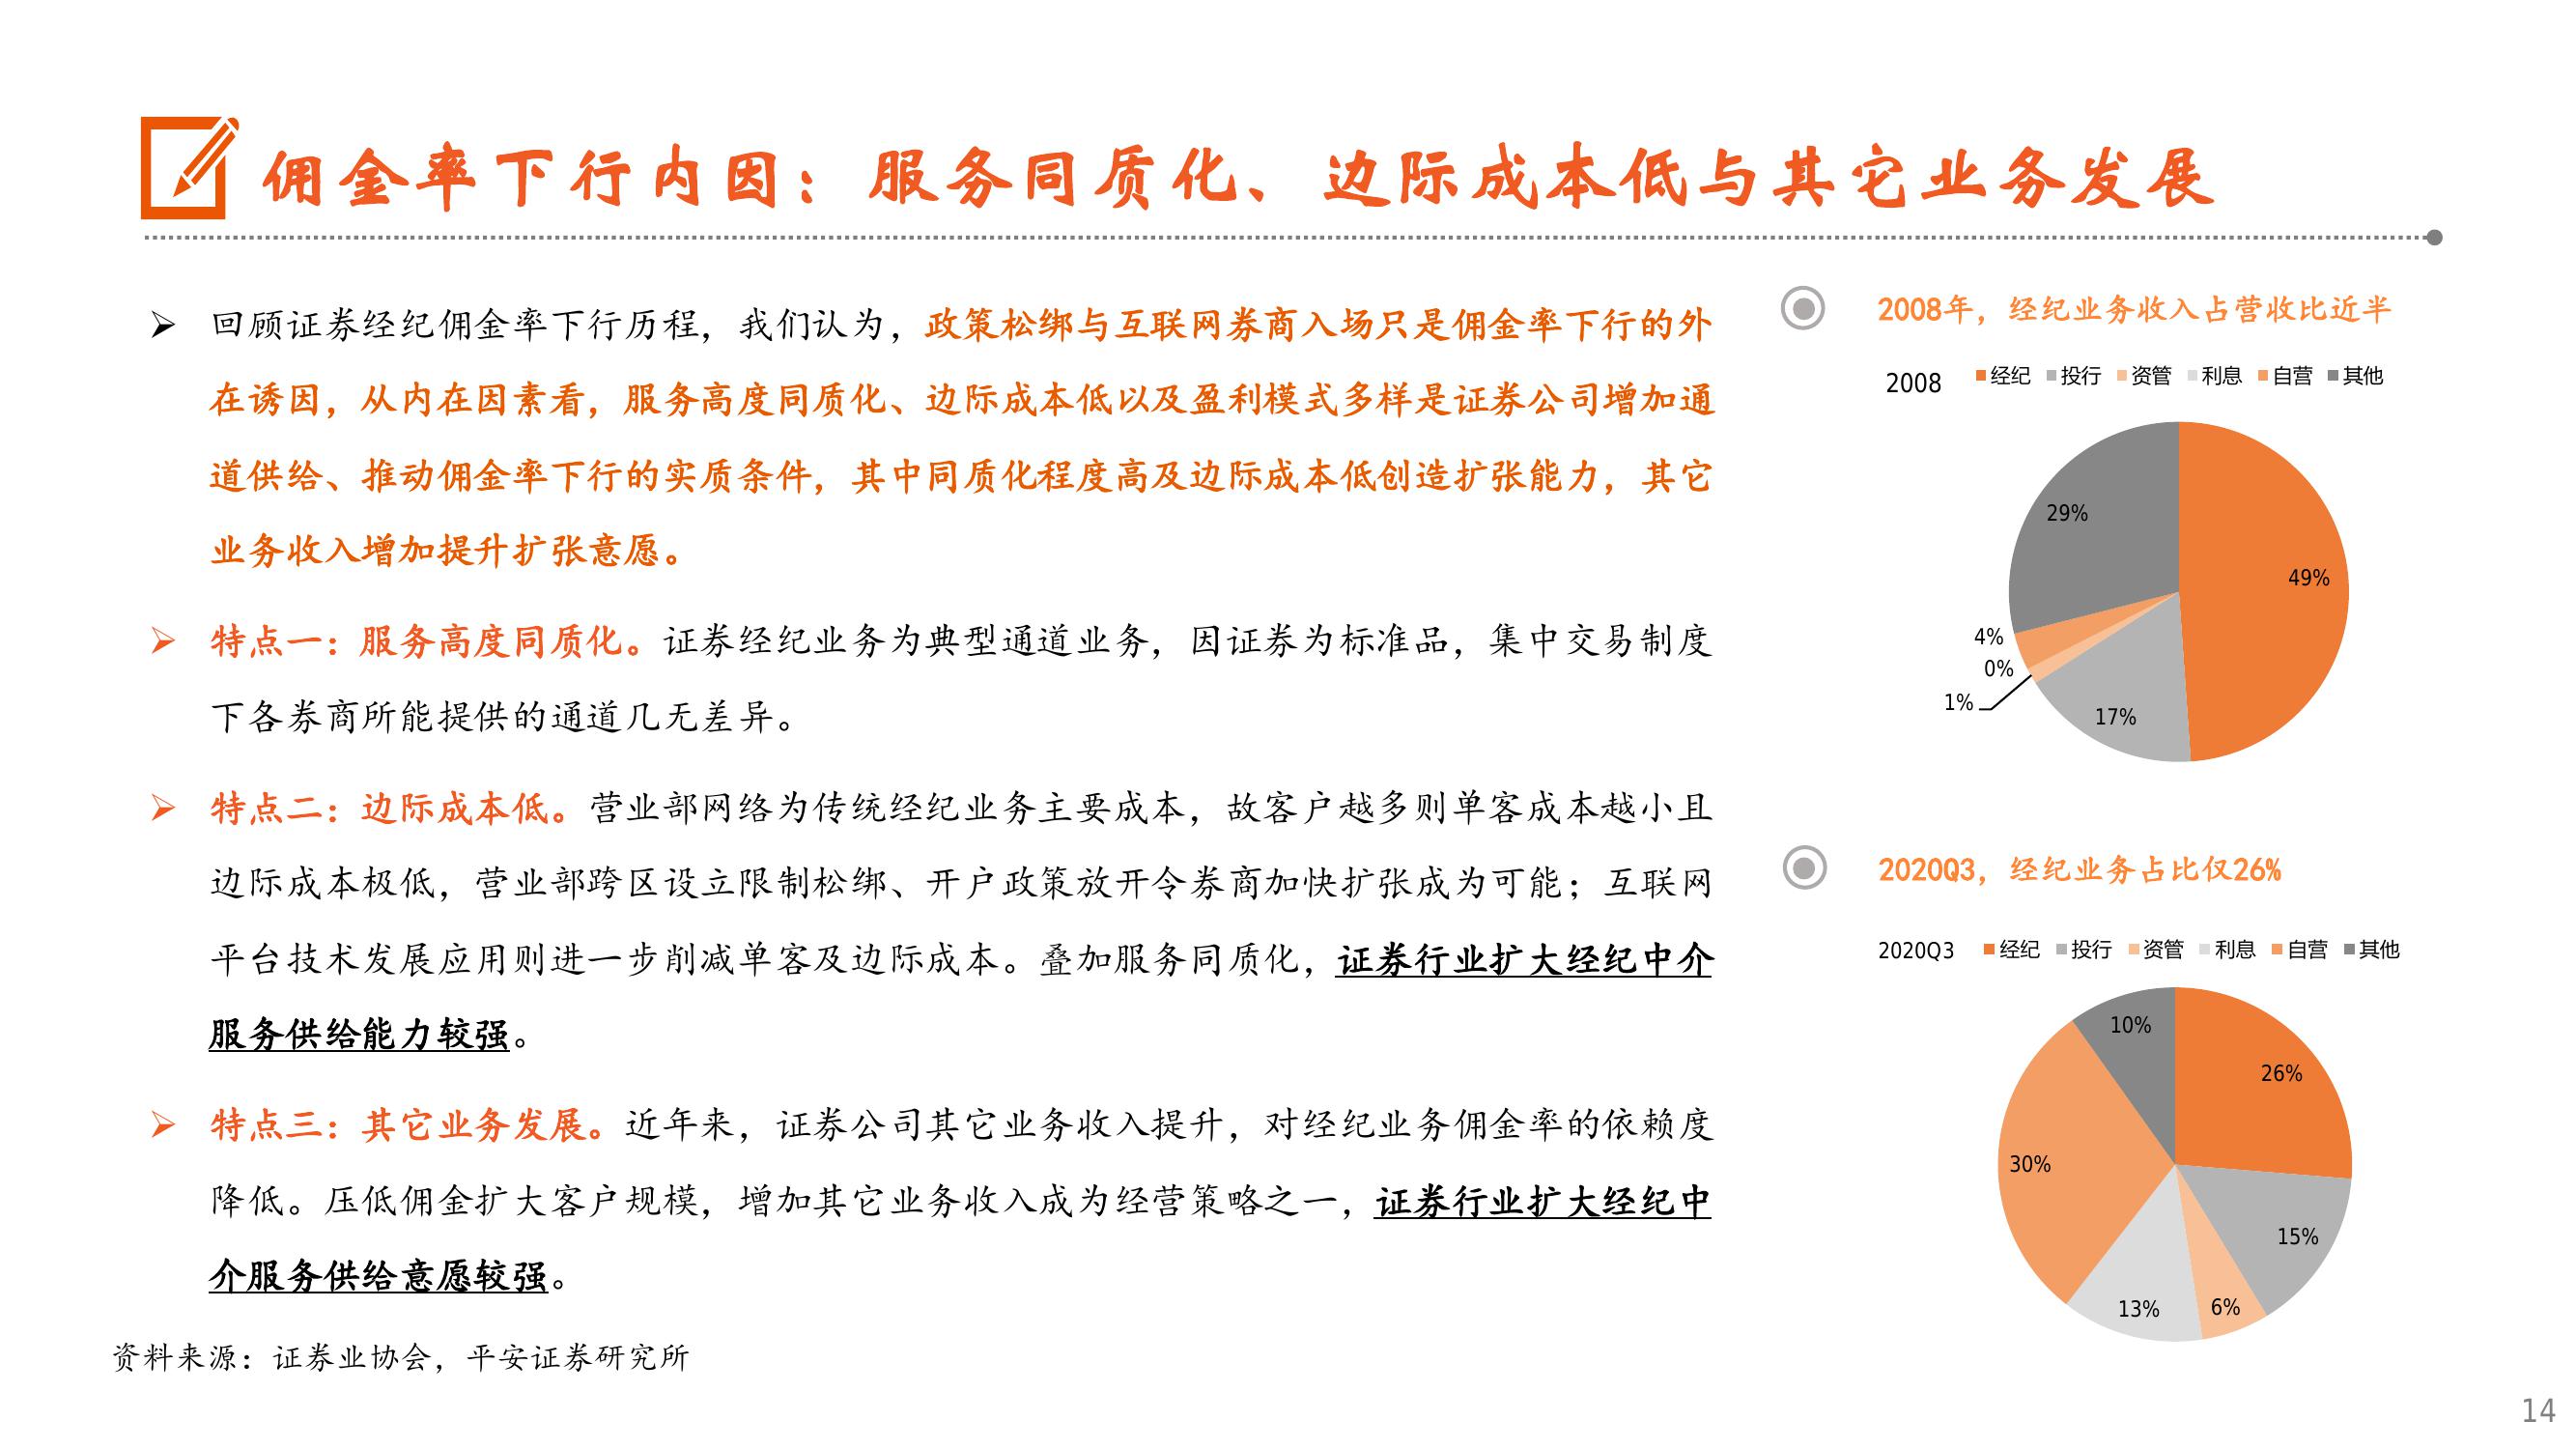 佣金率下行内因：服务同质化、边际成本低与其它业务发展
回顾证券经纪佣金率下行历程，我们认为，政策松绑与互联网券商入场只是佣金率下行的外
在诱因，从内在因素看，服务高度同质化、边际成本低以及盈利模式多样是证券公司增加通
道供给、推动佣金率下行的实质条件，其中同质化程度高及边际成本低创造扩张能力，其它
业务收入增加提升扩张意愿。
特点一：服务高度同质化。证券经纪业务为典型通道业务，因证券为标准品，集中交易制度
下各券商所能提供的通道几无差异。
特点二：边际成本低。营业部网络为传统经纪业务主要成本，故客户越多则单客成本越小且
边际成本极低，营业部跨区设立限制松绑、开户政策放开令券商加快扩张成为可能；互联网
平台技术发展应用则进一步削减单客及边际成本。叠加服务同质化，证券行业扩大经纪中介
服务供给能力较强。
特点三：其它业务发展。近年来，证券公司其它业务收入提升，对经纪业务佣金率的依赖度
降低。压低佣金扩大客户规模，增加其它业务收入成为经营策略之一，证券行业扩大经纪中
介服务供给意愿较强。
资料来源：证券业协会，平安证券研究所
2008年，经纪业务收入占营收比近半
2008 经纪 投行 资管 利息 自营 其他
29%
49%
4%
0%
1%
17%
2020Q3，经纪业务占比仅26%
2020Q3 经纪 投行 资管 利息 自营 其他
10%
26%
30%
15%
13%
6%
14